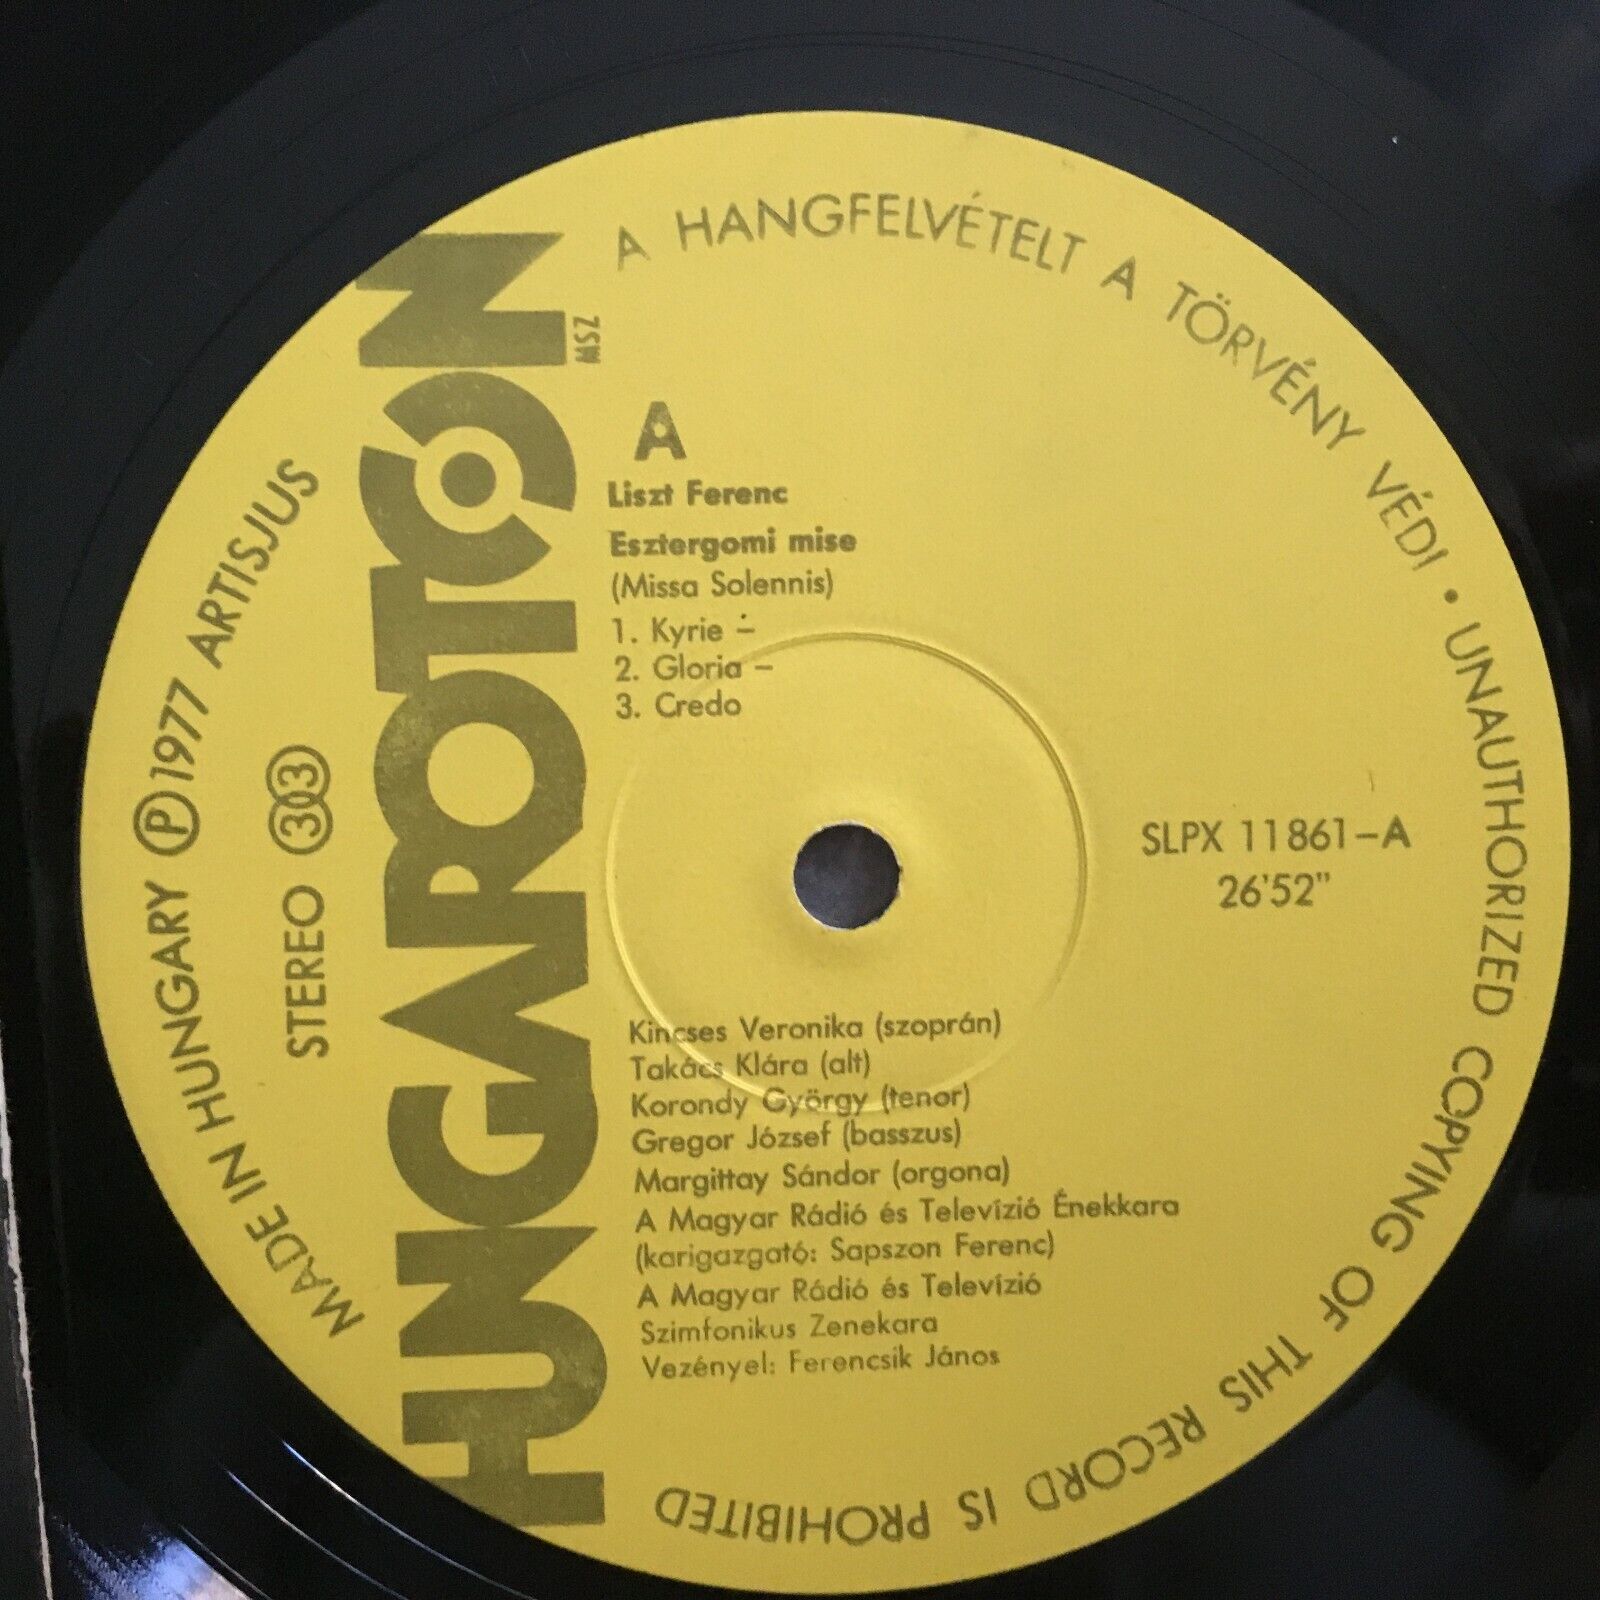 A HANGFELVÉTELT A TÖRVÉNY VÉDI • UNAUTHORIZED COPYING OF THIS RECORD IS PROHIBITED
MADE IN HUNGARY Ⓟ 1977 ARTISJUS
STEREO 33
HUNGAROTON
MSZ
A
Liszt Ferenc
Esztergomi mise
(Missa Solennis)
1. Kyrie –
2. Gloria –
3. Credo
SLPX 11861–A
26'52"
Kincses Veronika (szoprán)
Takács Klára (alt)
Korondy György (tenor)
Gregor József (basszus)
Margittay Sándor (orgona)
A Magyar Rádió és Televízió Énekkara
(karigazgató: Sapszon Ferenc)
A Magyar Rádió és Televízió
Szimfonikus Zenekara
Vezényel: Ferencsik János